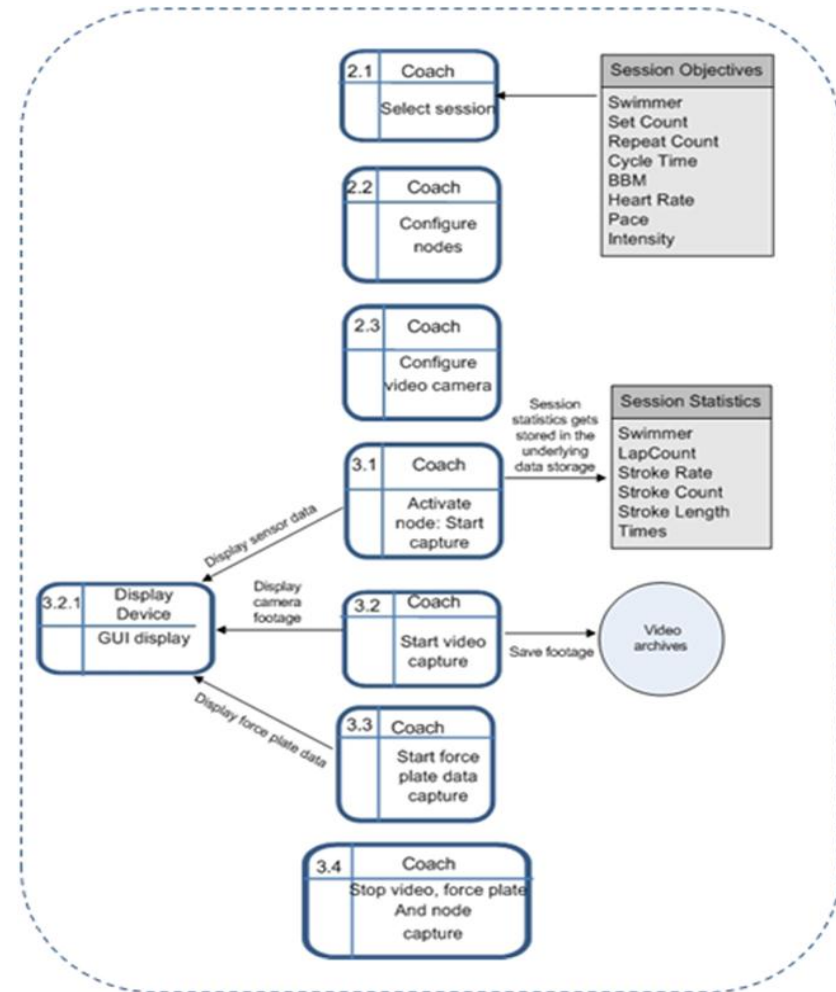 2.1 Coach
Select session
Session Objectives
Swimmer
Set Count
Repeat Count
Cycle Time
BBM
Heart Rate
Pace
Intensity
2.2 Coach
Configure
nodes
2.3 Coach
Configure
video camera
Session
statistics gets
stored in the
underlying
data storage
Session Statistics
Swimmer
LapCount
Stroke Rate
Stroke Count
Stroke Length
Times
3.1 Coach
Activate
node: Start
capture
Display sensor data
3.2.1 Display
Device
GUI display
Display
camera
footage
3.2 Coach
Start video
capture
Save footage
Video
archives
Display force plate data
3.3 Coach
Start force
plate data
capture
3.4 Coach
Stop video, force plate
And node
capture